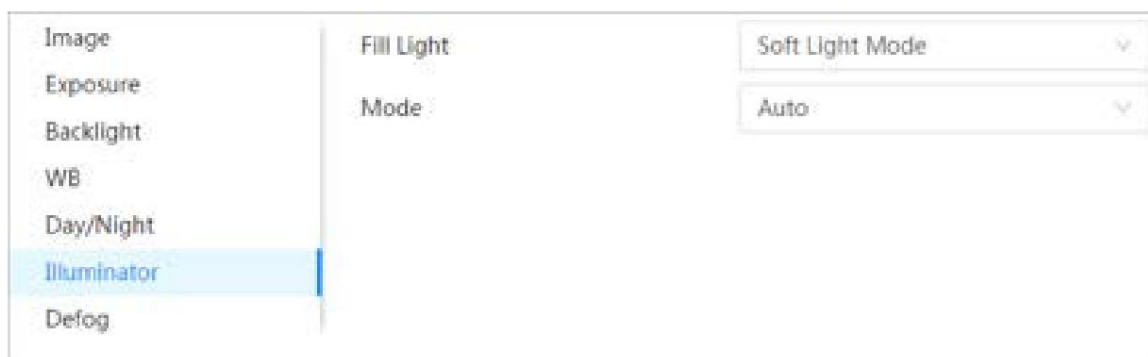 Image
Exposure
Backlight
WB
Day/Night
Illuminator
Defog
Fill Light
Soft Light Mode
Mode
Auto